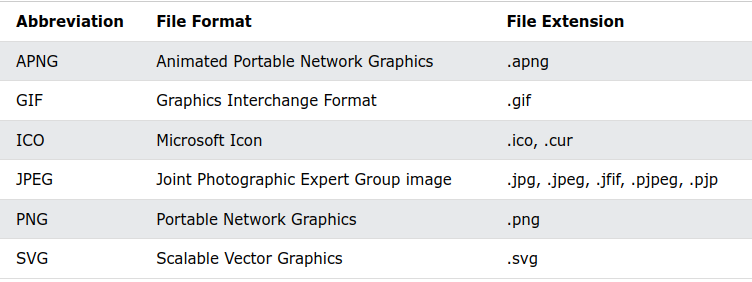 Abbreviation File Format File Extension
APNG Animated Portable Network Graphics .apng
GIF Graphics Interchange Format .gif
ICO Microsoft Icon .ico, .cur
JPEG Joint Photographic Expert Group image .jpg, .jpeg, .jfif, .pjpeg, .pjp
PNG Portable Network Graphics .png
SVG Scalable Vector Graphics .svg